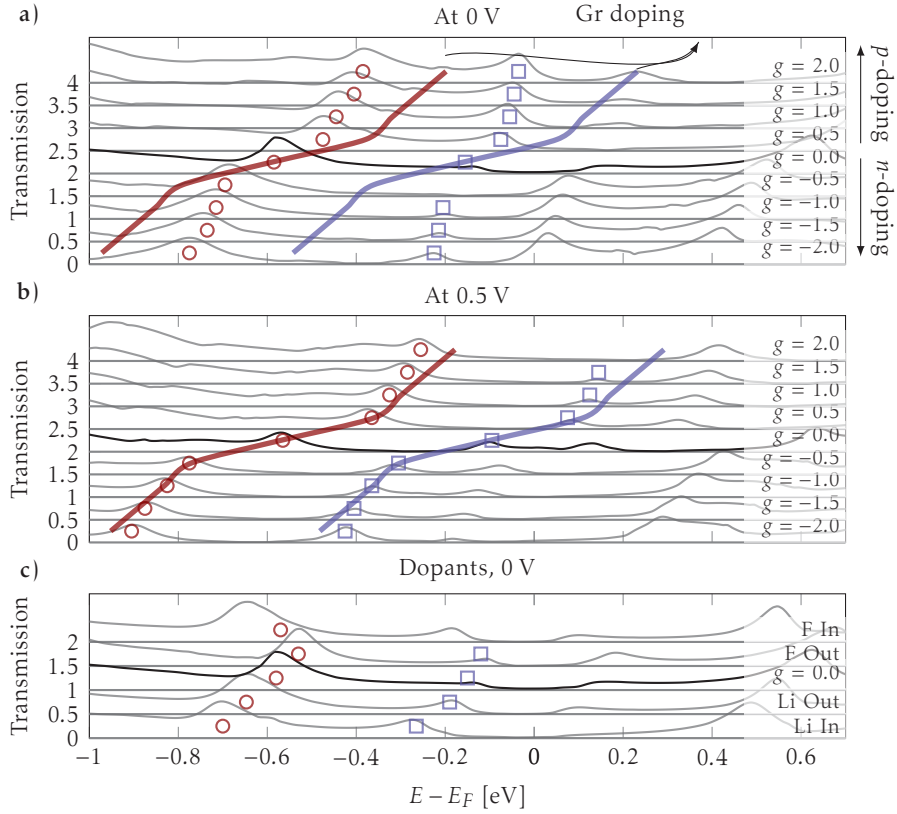 a) At 0 V Gr doping
Transmission
4
3.5
3
2.5
2
1.5
1
0.5
0
g = 2.0
g = 1.5
g = 1.0
g = 0.5
g = 0.0
g = −0.5
g = −1.0
g = −1.5
g = −2.0
p-doping
n-doping
b) At 0.5 V
Transmission
4
3.5
3
2.5
2
1.5
1
0.5
0
g = 2.0
g = 1.5
g = 1.0
g = 0.5
g = 0.0
g = −0.5
g = −1.0
g = −1.5
g = −2.0
c) Dopants, 0 V
Transmission
2
1.5
1
0.5
0
F In
F Out
g = 0.0
Li Out
Li In
−1 −0.8 −0.6 −0.4 −0.2 0 0.2 0.4 0.6
E − E_F [eV]